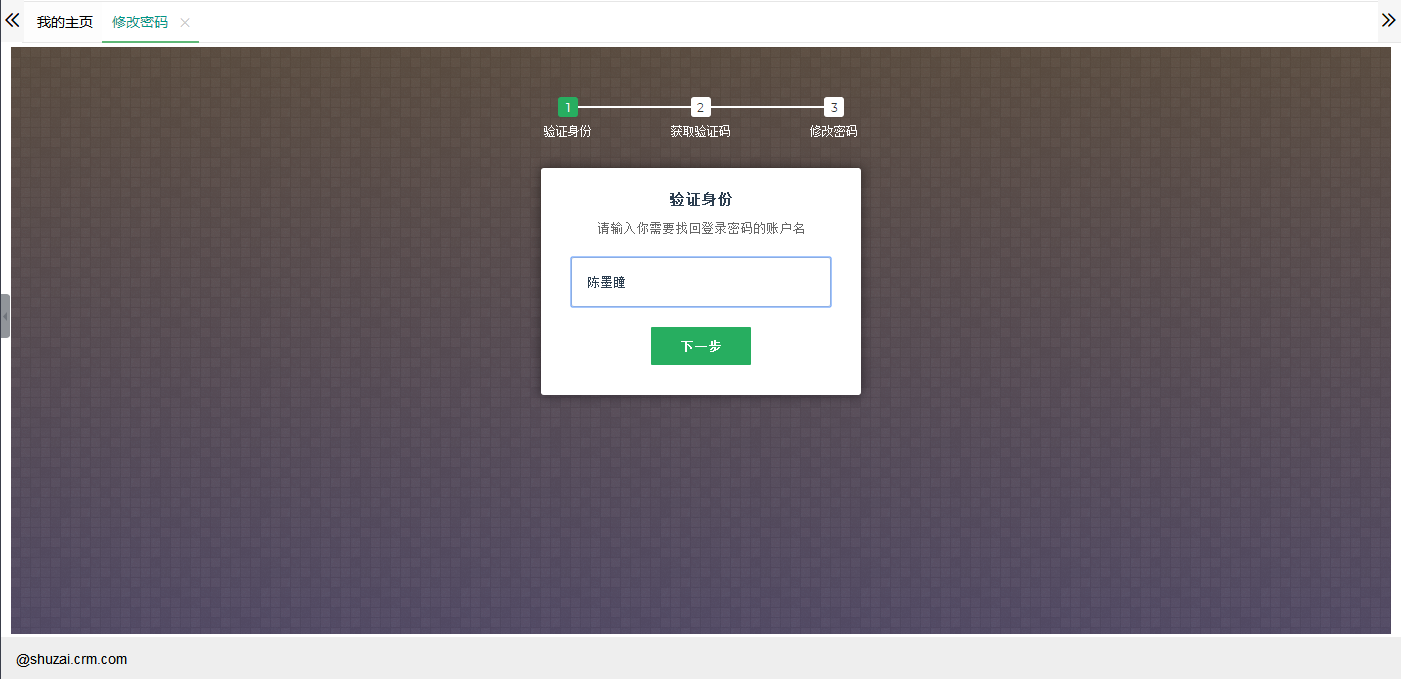 我的主页 修改密码
1 2 3
验证身份 获取验证码 修改密码
验证身份
请输入你需要找回登录密码的账户名
陈墨瞳
下一步
@shuzai.crm.com